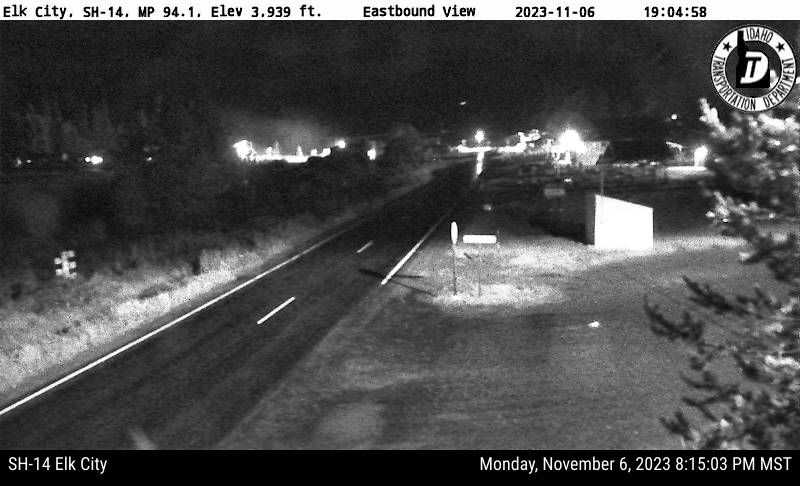 Elk City, SH-14, MP 94.1, Elev 3,939 ft. Eastbound View 2023-11-06 19:04:58
IDAHO
TRANSPORTATION DEPARTMENT
SH-14 Elk City Monday, November 6, 2023 8:15:03 PM MST